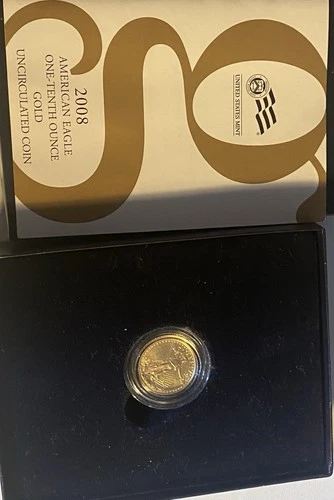 2008
AMERICAN EAGLE
ONE-TENTH OUNCE
GOLD
UNCIRCULATED COIN
UNITED STATES MINT